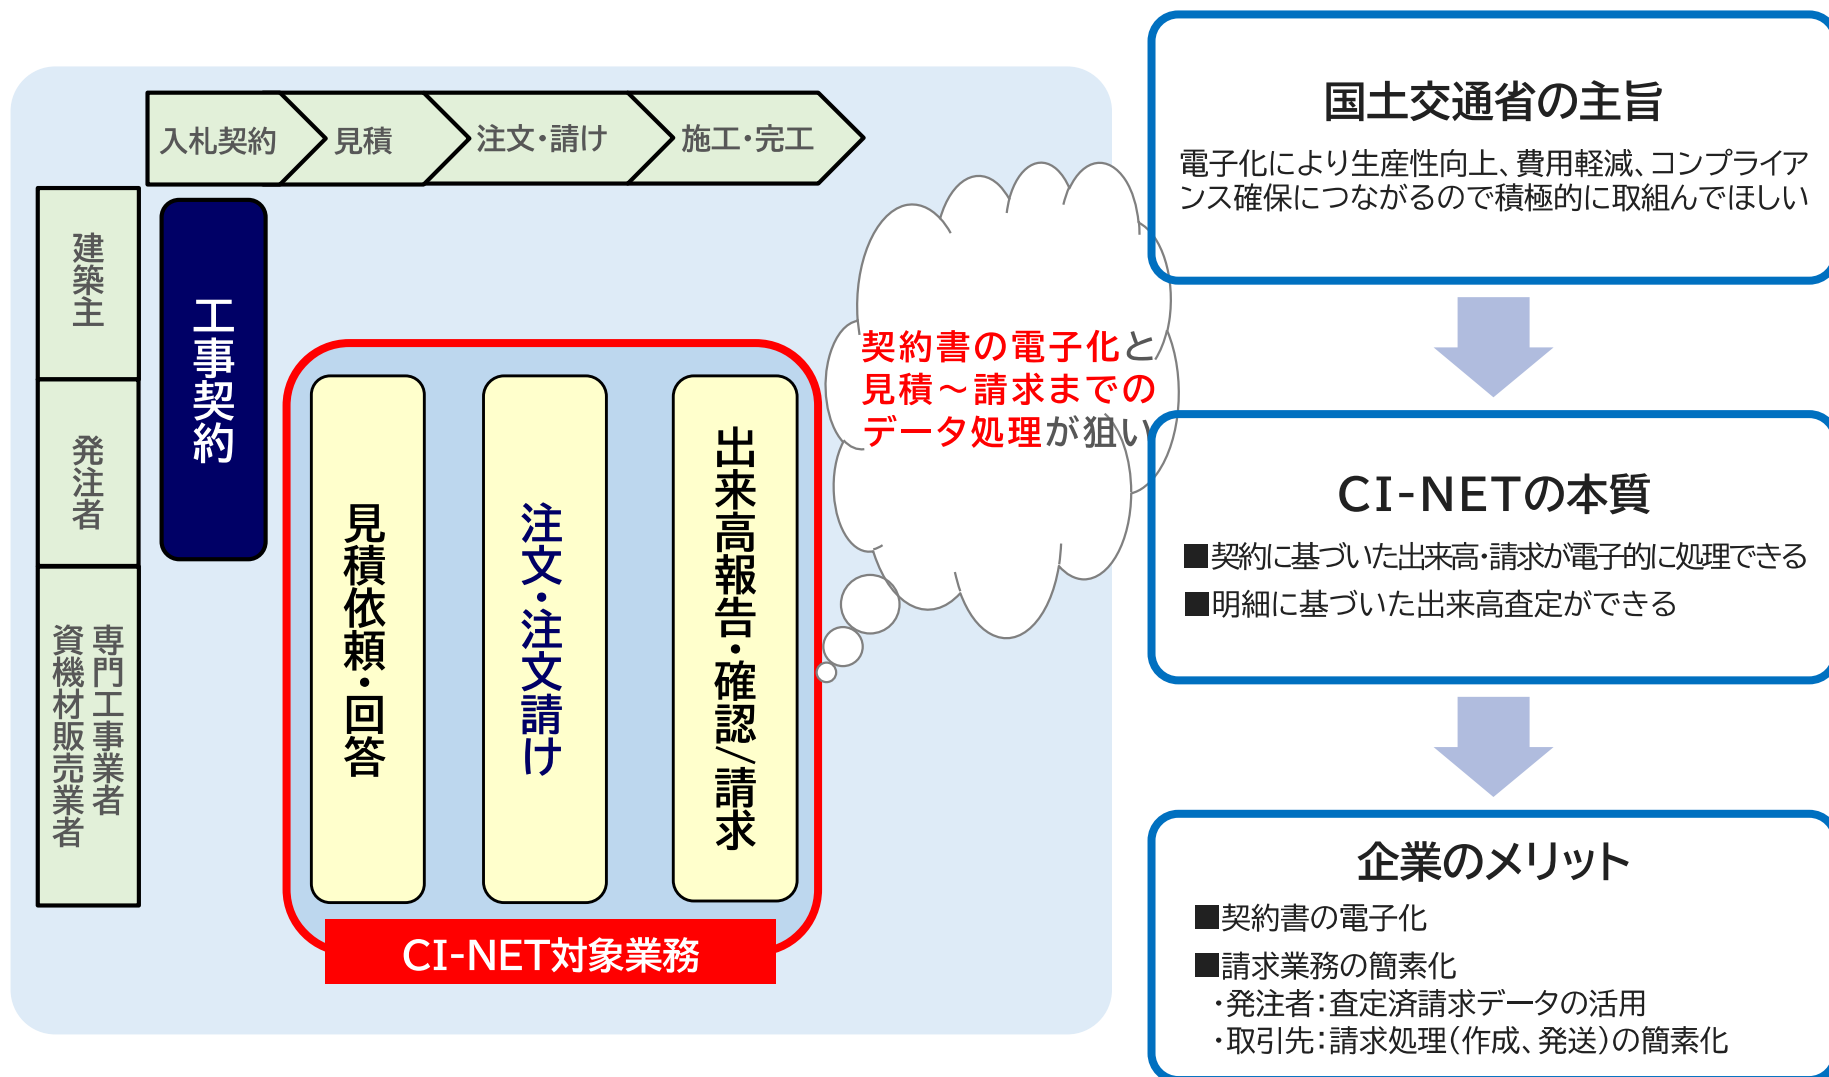 入札契約
見積
注文・請け
施工・完工
建築主
発注者
専門工事業者
資機材販売業者
工事契約
見積依頼・回答
注文・注文請け
出来高報告・確認/請求
CI-NET対象業務
契約書の電子化と
見積～請求までの
データ処理が狙い
国土交通省の主旨
電子化により生産性向上、費用軽減、コンプライア
ンス確保につながるので積極的に取組んでほしい
CI-NETの本質
■契約に基づいた出来高・請求が電子的に処理できる
■明細に基づいた出来高査定ができる
企業のメリット
■契約書の電子化
■請求業務の簡素化
・発注者：査定済請求データの活用
・取引先：請求処理（作成、発送）の簡素化